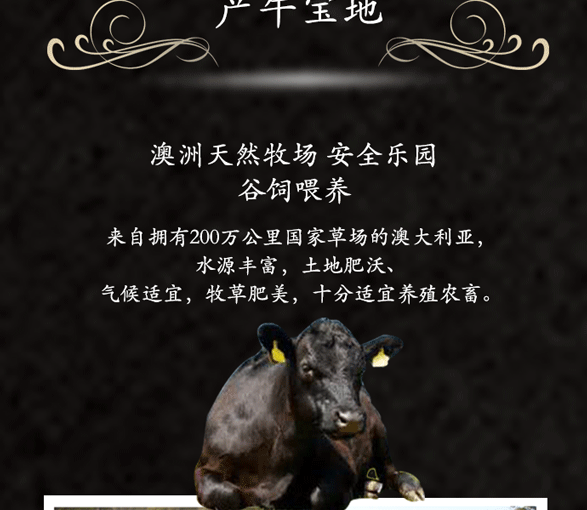 产牛宝地
澳洲天然牧场 安全乐园
谷饲喂养
来自拥有200万公里国家草场的澳大利亚，
水源丰富，土地肥沃、
气候适宜，牧草肥美，十分适宜养殖农畜。